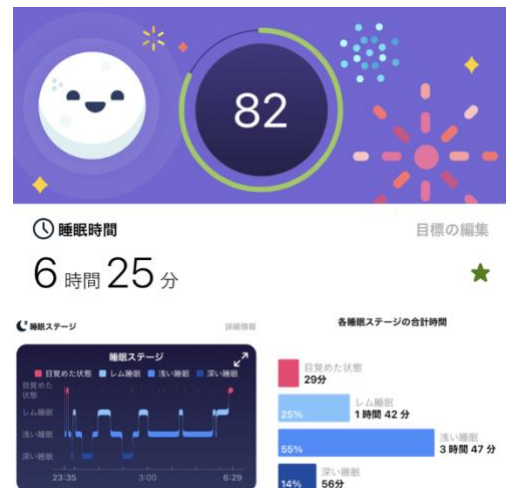 82
睡眠時間
目標の編集
6 時間 25 分
睡眠ステージ
詳細情報
睡眠ステージ
目覚めた状態 レム睡眠 浅い睡眠 深い睡眠
目覚めた
状態
レム睡眠
浅い睡眠
深い睡眠
23:35 3:00 6:29
各睡眠ステージの合計時間
目覚めた状態
29分
レム睡眠
25% 1 時間 42 分
浅い睡眠
55% 3 時間 47 分
深い睡眠
14% 56分